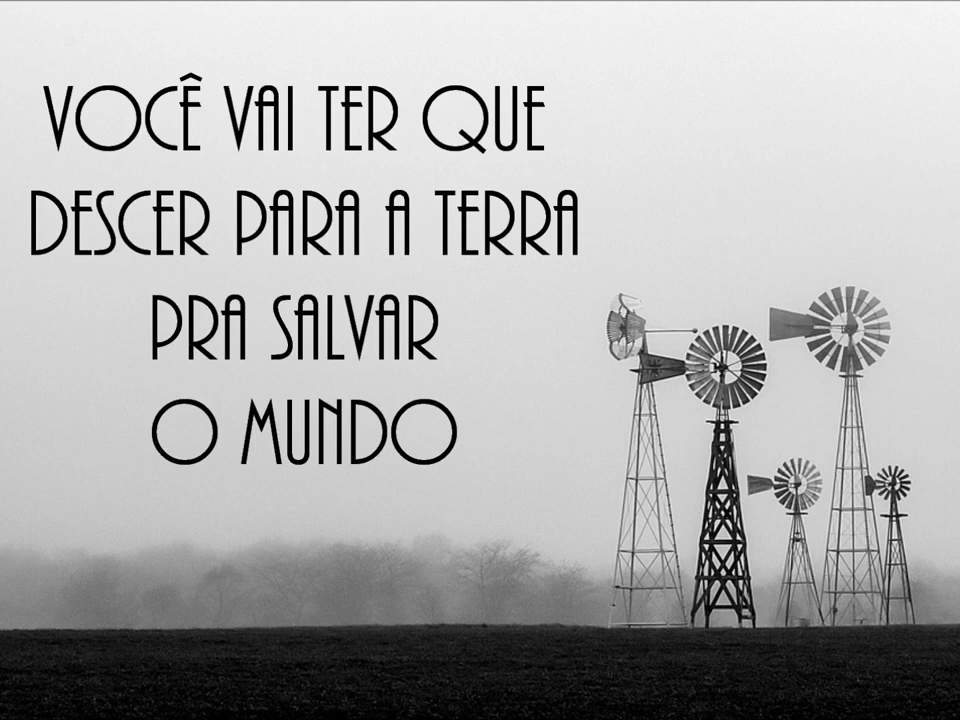 VOCÊ VAI TER QUE
DESCER PARA A TERRA
PRA SALVAR
O MUNDO